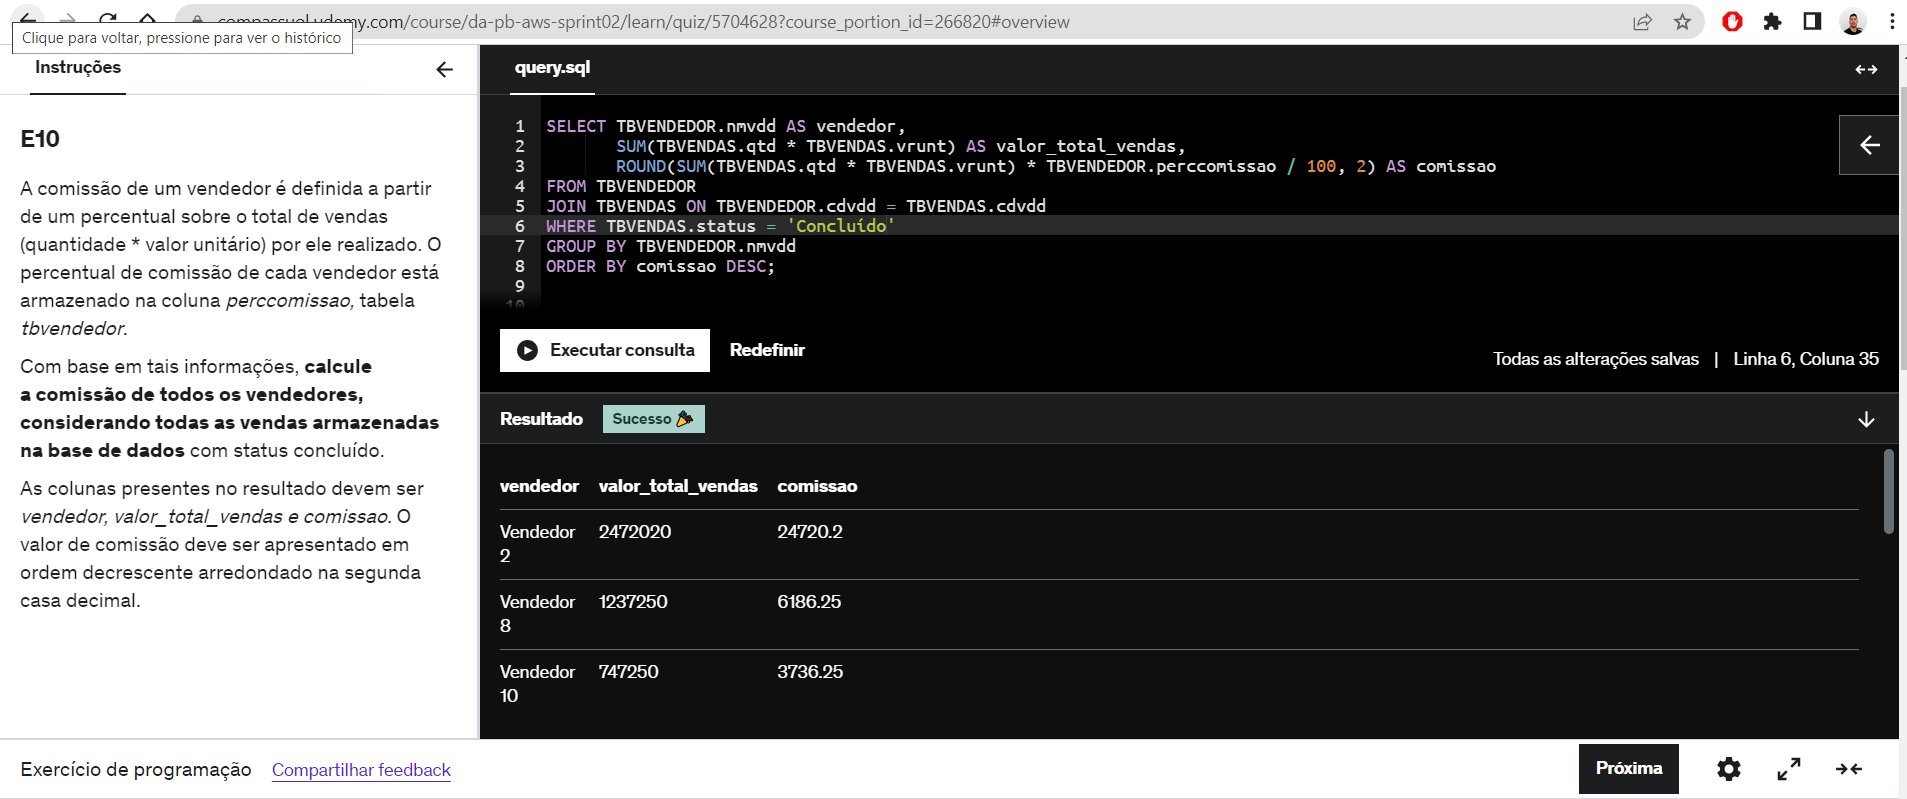 compassuol.udemy.com/course/da-pb-aws-sprint02/learn/quiz/5704628?course_portion_id=266820#overview
Clique para voltar, pressione para ver o histórico
Instruções
E10
A comissão de um vendedor é definida a partir
de um percentual sobre o total de vendas
(quantidade * valor unitário) por ele realizado. O
percentual de comissão de cada vendedor está
armazenado na coluna perccomissao, tabela
tbvendedor.
Com base em tais informações, calcule
a comissão de todos os vendedores,
considerando todas as vendas armazenadas
na base de dados com status concluído.
As colunas presentes no resultado devem ser
vendedor, valor_total_vendas e comissao. O
valor de comissão deve ser apresentado em
ordem decrescente arredondado na segunda
casa decimal.
query.sql
1 SELECT TBVENDEDOR.nmvdd AS vendedor,
2 SUM(TBVENDAS.qtd * TBVENDAS.vrunt) AS valor_total_vendas,
3 ROUND(SUM(TBVENDAS.qtd * TBVENDAS.vrunt) * TBVENDEDOR.perccomissao / 100, 2) AS comissao
4 FROM TBVENDEDOR
5 JOIN TBVENDAS ON TBVENDEDOR.cdvdd = TBVENDAS.cdvdd
6 WHERE TBVENDAS.status = 'Concluído'
7 GROUP BY TBVENDEDOR.nmvdd
8 ORDER BY comissao DESC;
9
10
Executar consulta Redefinir
Todas as alterações salvas | Linha 6, Coluna 35
Resultado Sucesso
vendedor valor_total_vendas comissao
Vendedor 2472020 24720.2
2
Vendedor 1237250 6186.25
8
Vendedor 747250 3736.25
10
Exercício de programação Compartilhar feedback
Próxima